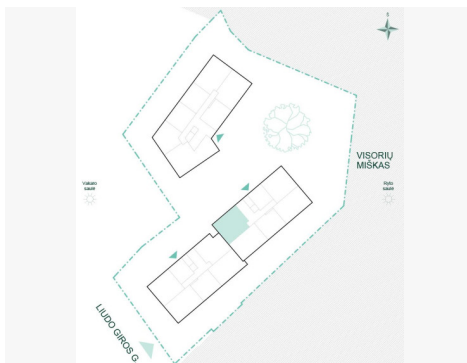 VISORIŲ
MIŠKAS
Vakaro
saulė
Ryto
saulė
LIUDO GIROS G.